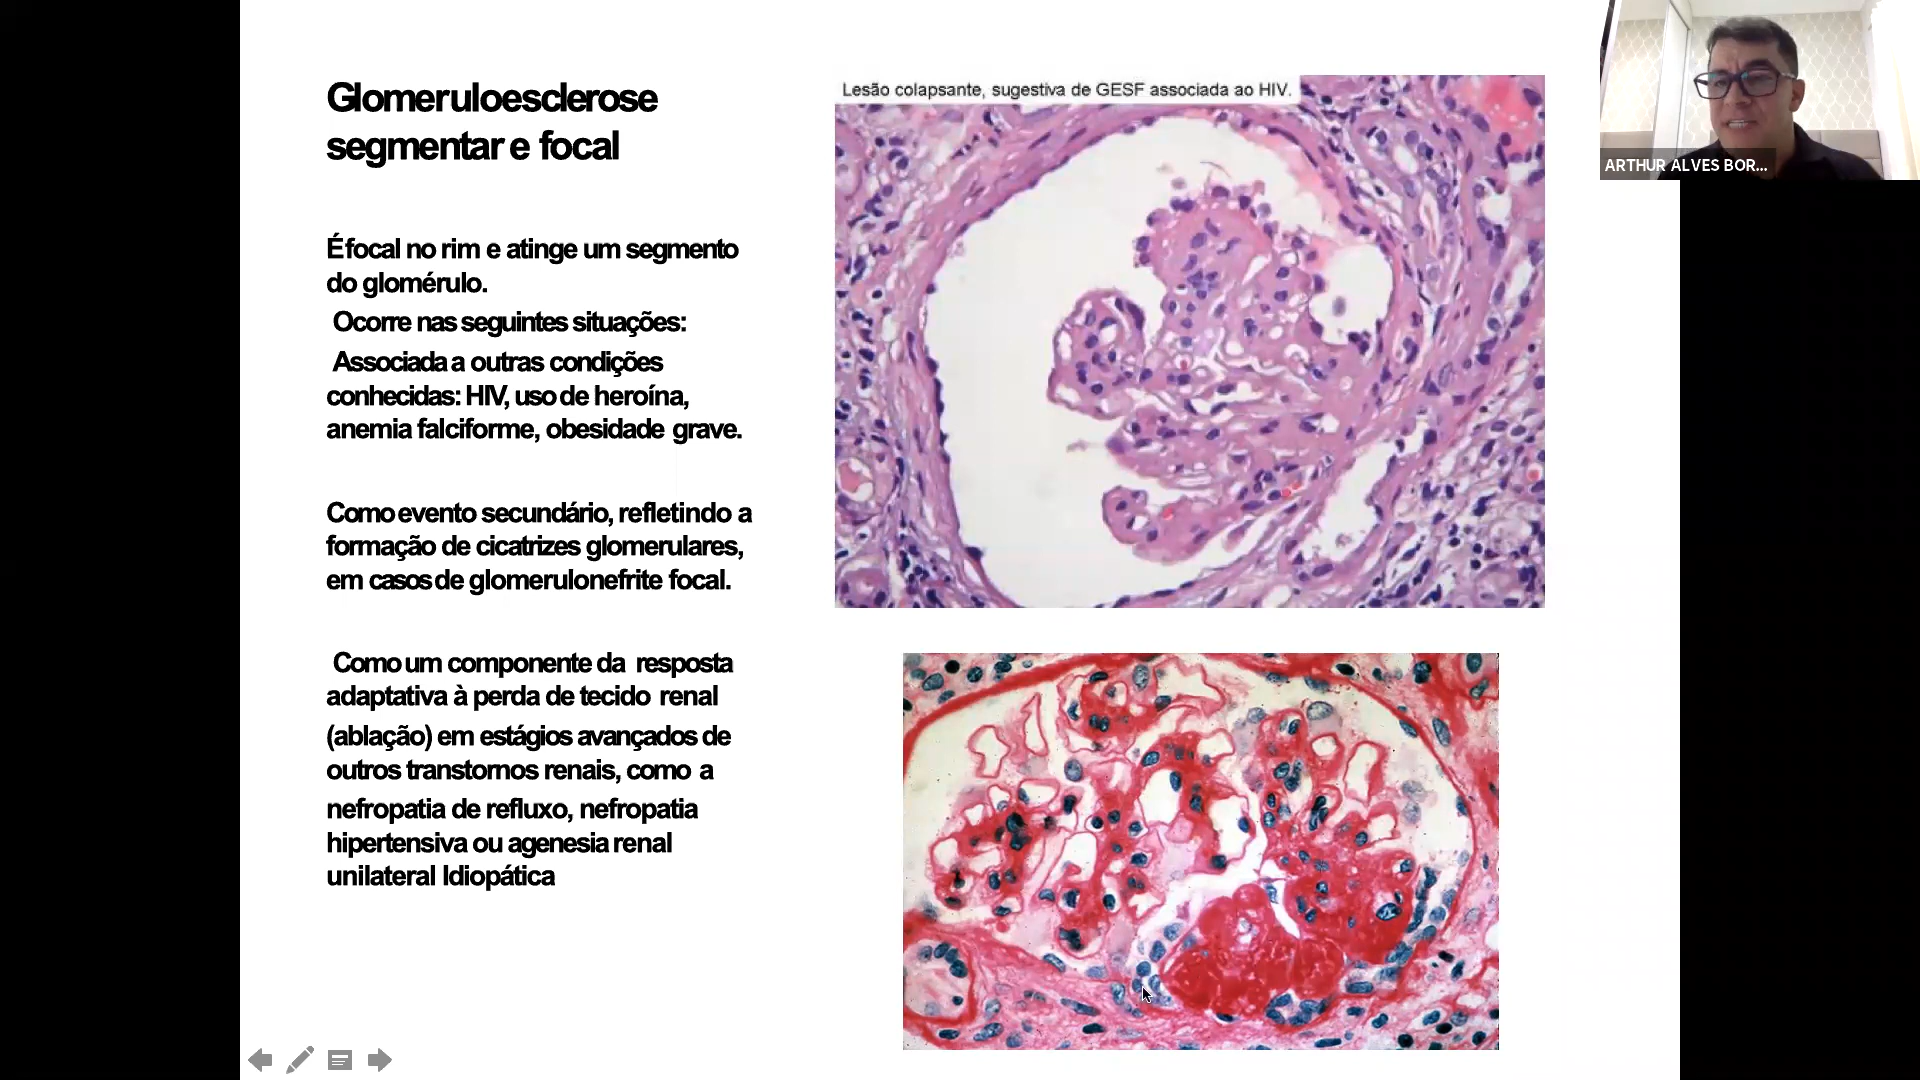 Glomeruloesclerose
segmentar e focal
É focal no rim e atinge um segmento
do glomérulo.
Ocorre nas seguintes situações:
Associada a outras condições
conhecidas: HIV, uso de heroína,
anemia falciforme, obesidade grave.
Como evento secundário, refletindo a
formação de cicatrizes glomerulares,
em casos de glomerulonefrite focal.
Como um componente da resposta
adaptativa à perda de tecido renal
(ablação) em estágios avançados de
outros transtornos renais, como a
nefropatia de refluxo, nefropatia
hipertensiva ou agenesia renal
unilateral Idiopática
Lesão colapsante, sugestiva de GESF associada ao HIV.
ARTHUR ALVES BOR...